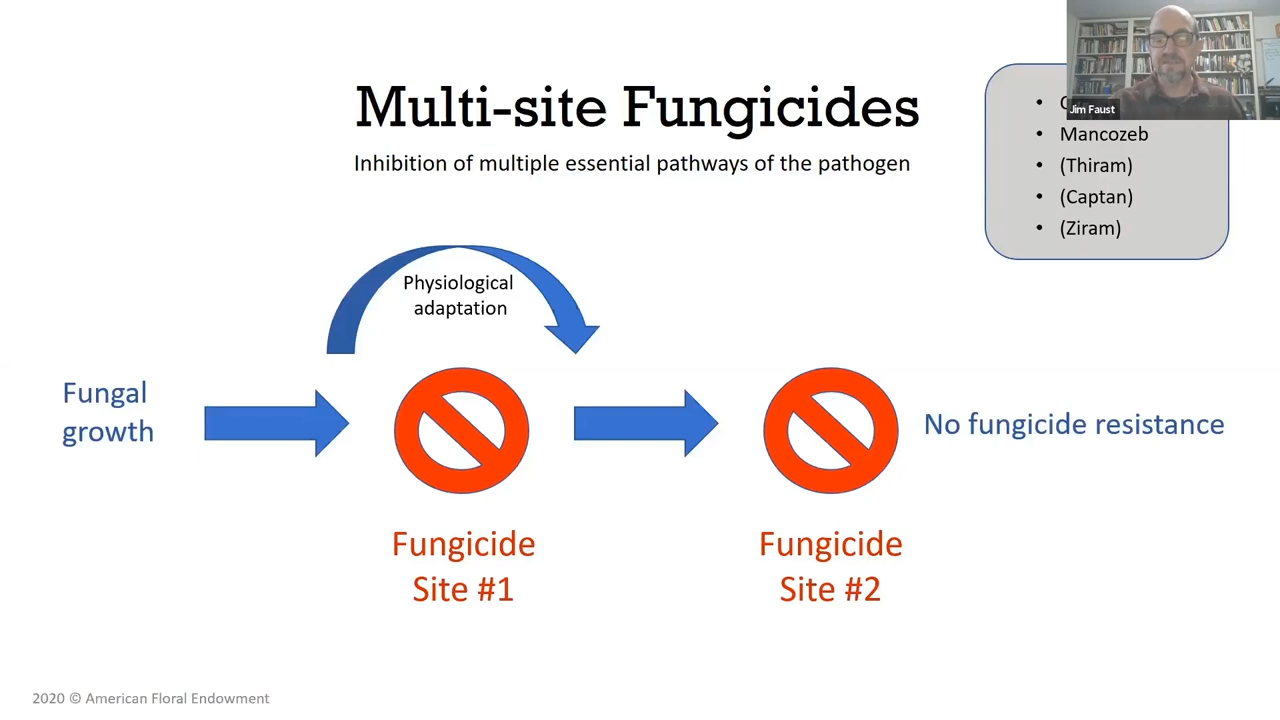 Multi-site Fungicides
Inhibition of multiple essential pathways of the pathogen
Jim Faust
• Mancozeb
• (Thiram)
• (Captan)
• (Ziram)
Physiological
adaptation
Fungal
growth
No fungicide resistance
Fungicide
Site #1
Fungicide
Site #2
2020 © American Floral Endowment